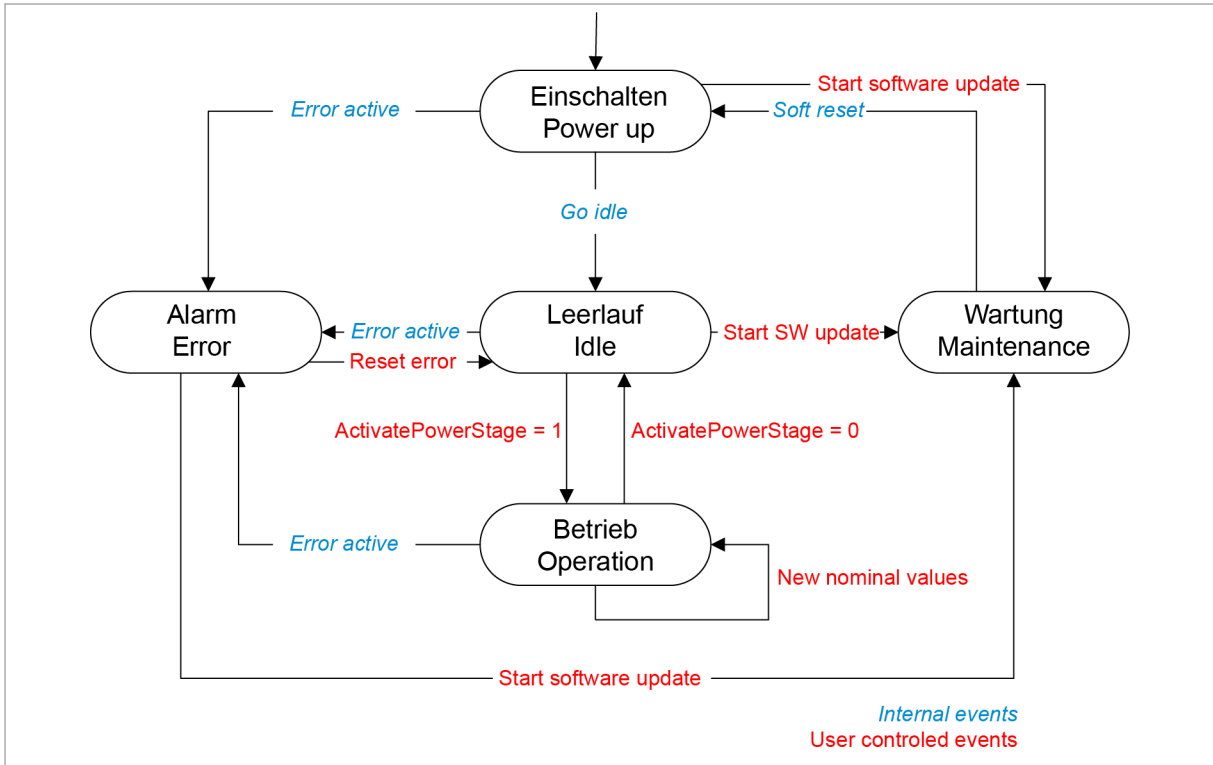 Einschalten
Power up
Start software update
Error active
Soft reset
Go idle
Alarm
Error
Error active
Reset error
Leerlauf
Idle
Start SW update
Wartung
Maintenance
ActivatePowerStage = 1
ActivatePowerStage = 0
Error active
Betrieb
Operation
New nominal values
Start software update
Internal events
User controled events